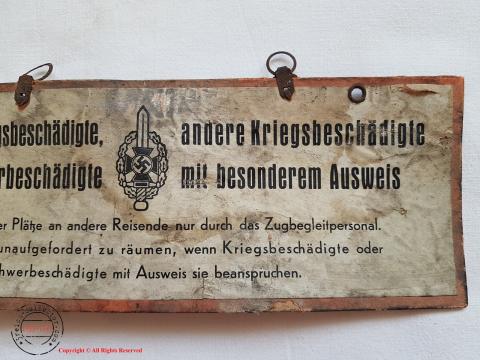 gsbeschädigte, andere Kriegsbeschädigte
rbeschädigte mit besonderem Ausweis
er Plätze an andere Reisende nur durch das Zugbegleitpersonal.
unaufgefordert zu räumen, wenn Kriegsbeschädigte oder
hwerbeschädigte mit Ausweis sie beanspruchen.
Copyright © All Rights Reserved